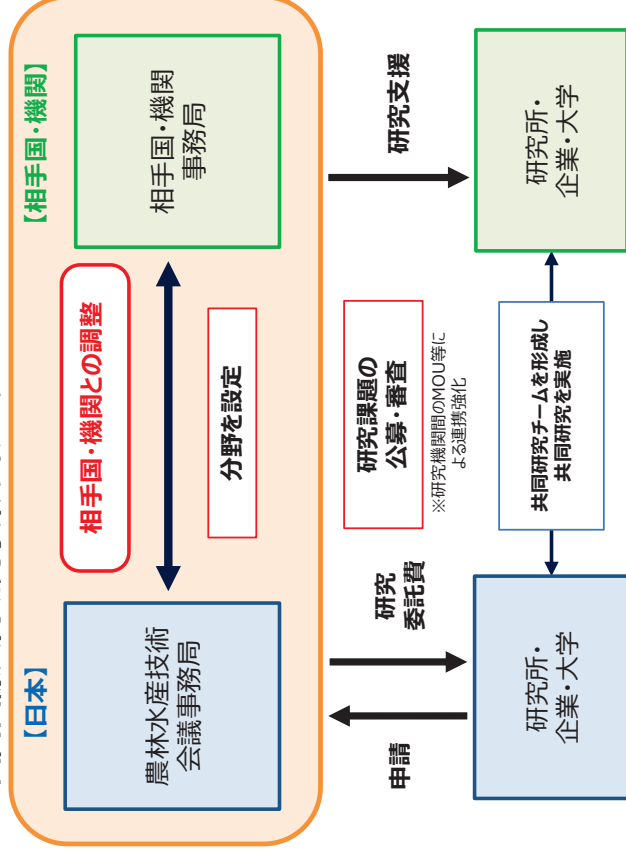 【日本】
【相手国・機関】
相手国・機関との調整
農林水産技術
会議事務局
相手国・機関
事務局
分野を設定
申請
研究
委託費
研究課題の
公募・審査
※研究機関間のMOU等に
よる連携強化
研究支援
研究所・
企業・大学
共同研究チームを形成し
共同研究を実施
研究所・
企業・大学